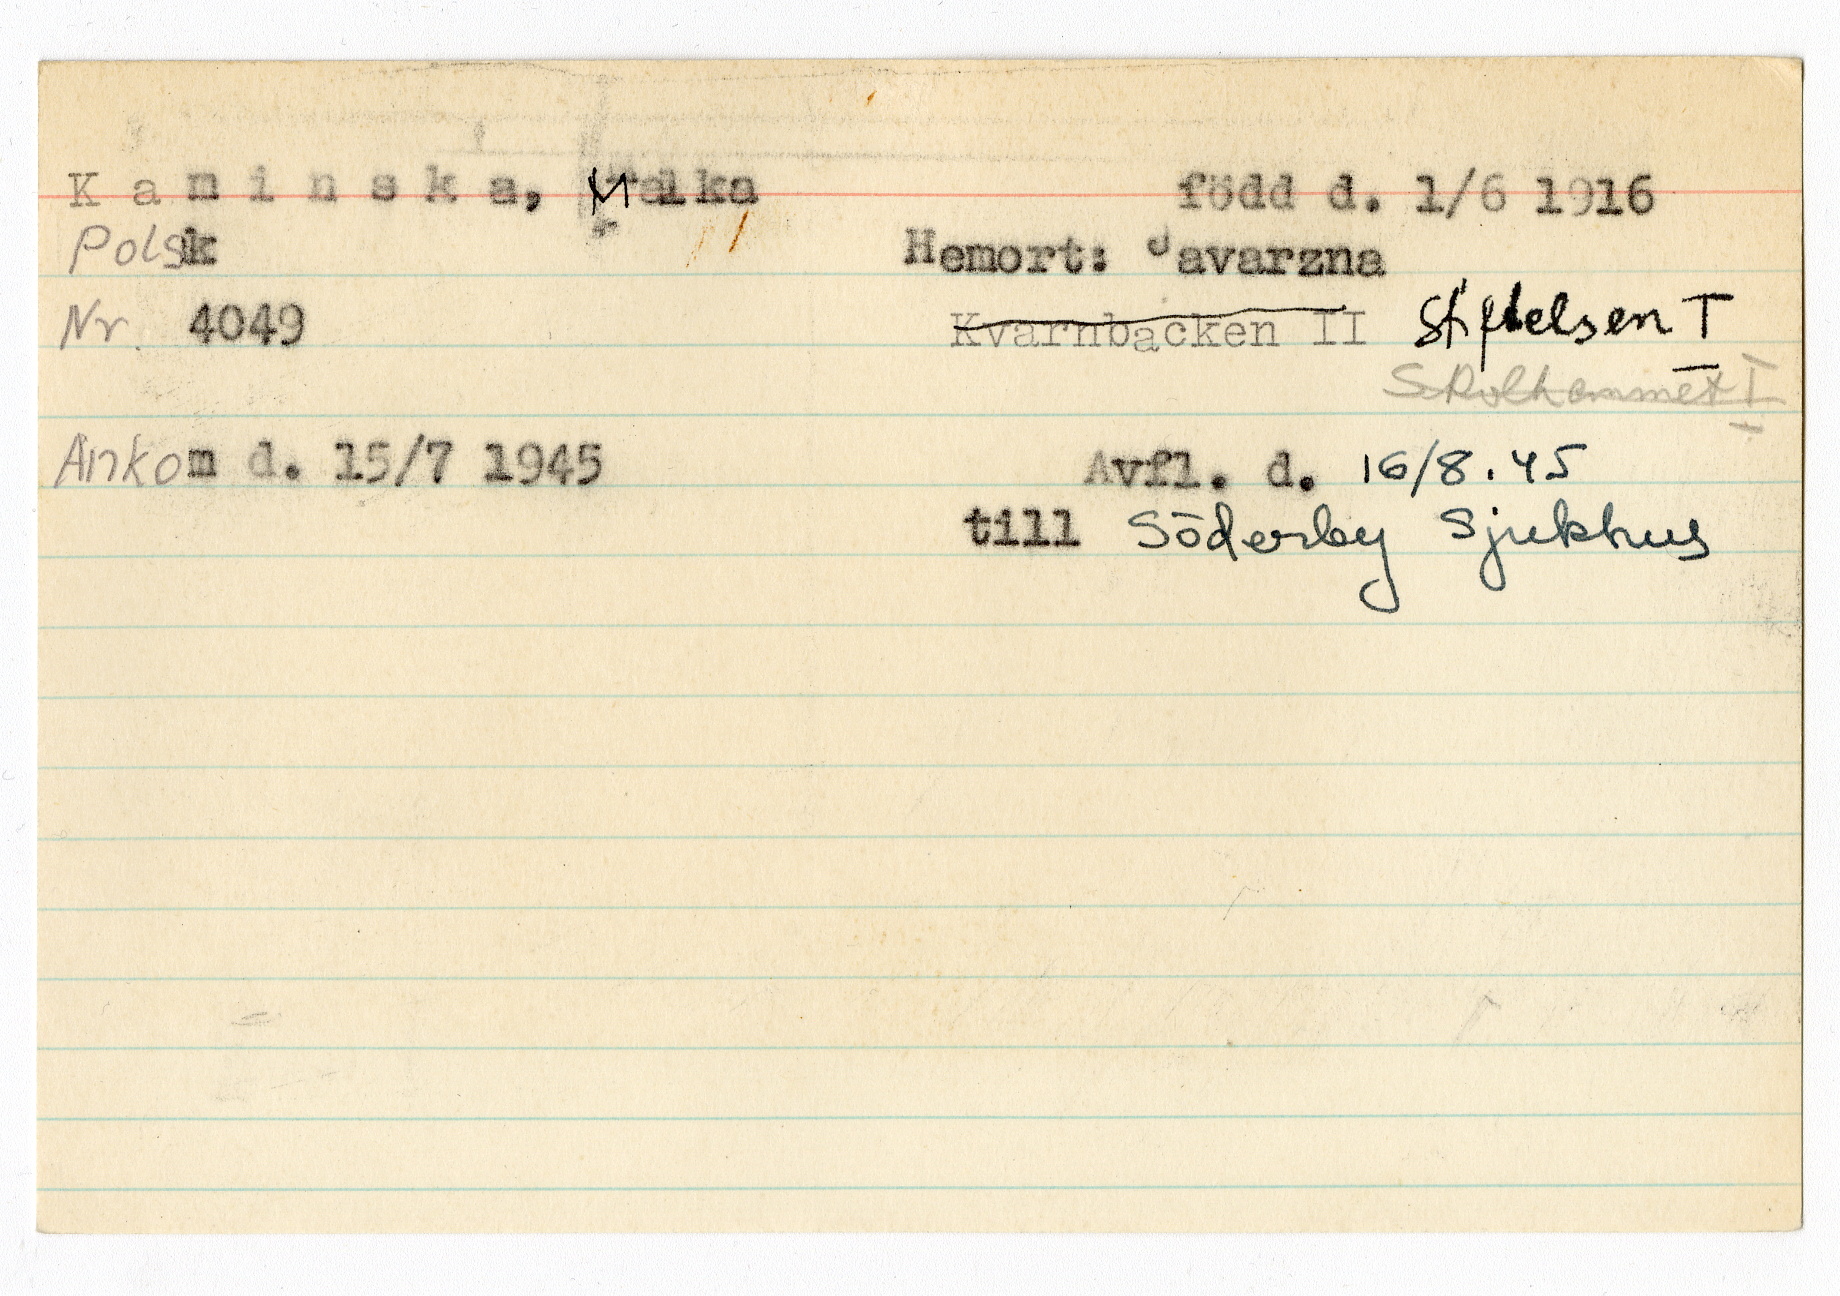 K a m i n s k a, Malka född d. 1/6 1916
Polsk Hemort: Javarzna
Nr. 4049 Kvarnbacken II Stiftelsen I
Skolhemmet I
Ankom d. 15/7 1945 Avfl. d. 16/8.45
till Söderby Sjukhus